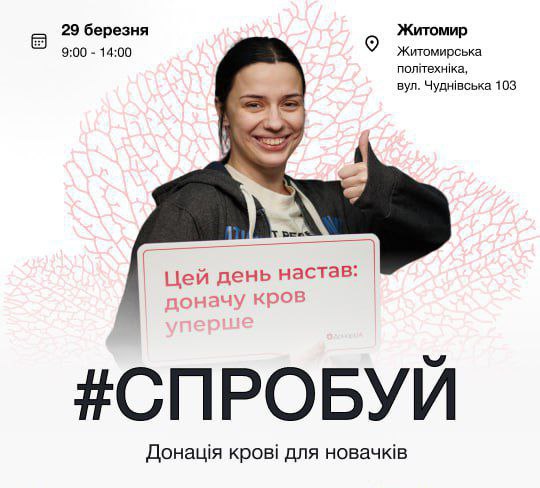 29 березня
9:00 - 14:00
Житомир
Житомирська
політехніка,
вул. Чуднівська 103
Цей день настав:
доначу кров
уперше
ДонорUA
#СПРОБУЙ
Донація крові для новачків